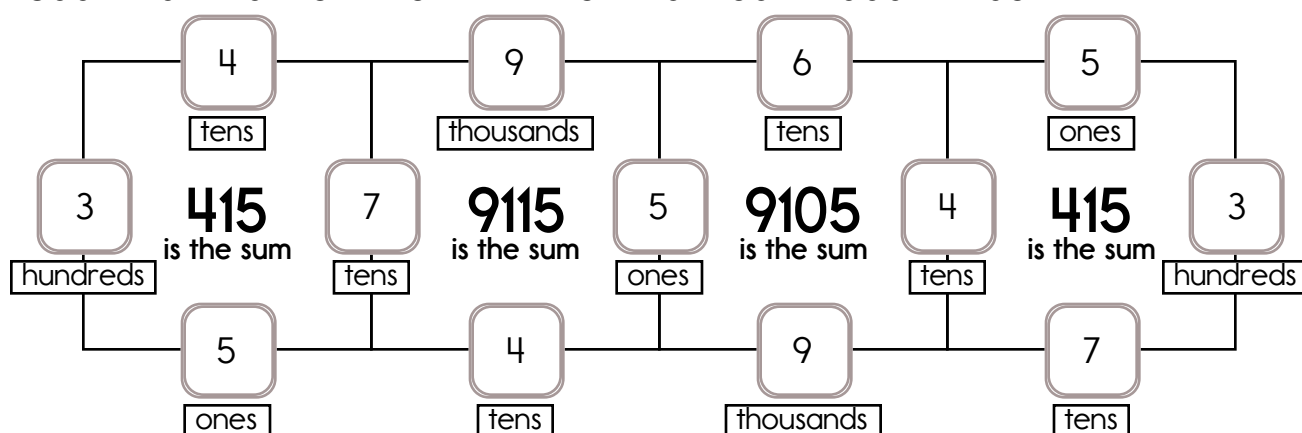 4 9 6 5
tens thousands tens ones
3 415 7 9115 5 9105 4 415 3
is the sum is the sum is the sum is the sum
hundreds tens ones tens hundreds
5 4 9 7
ones tens thousands tens